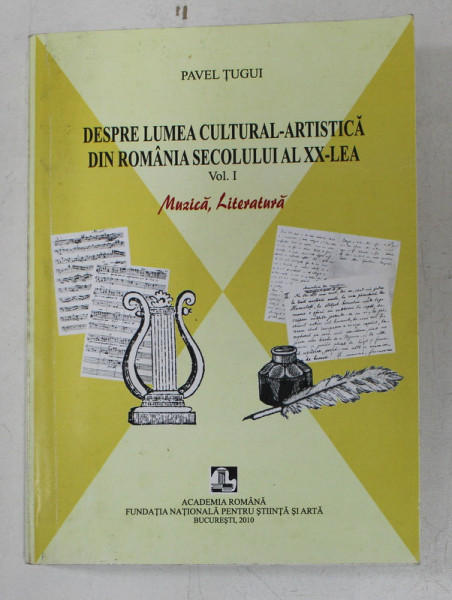 PAVEL ȚUGUI
DESPRE LUMEA CULTURAL-ARTISTICĂ
DIN ROMÂNIA SECOLULUI AL XX-LEA
Vol. I
Muzică, Literatură
ACADEMIA ROMÂNĂ
FUNDAȚIA NAȚIONALĂ PENTRU ȘTIINȚĂ ȘI ARTĂ
BUCUREȘTI, 2010